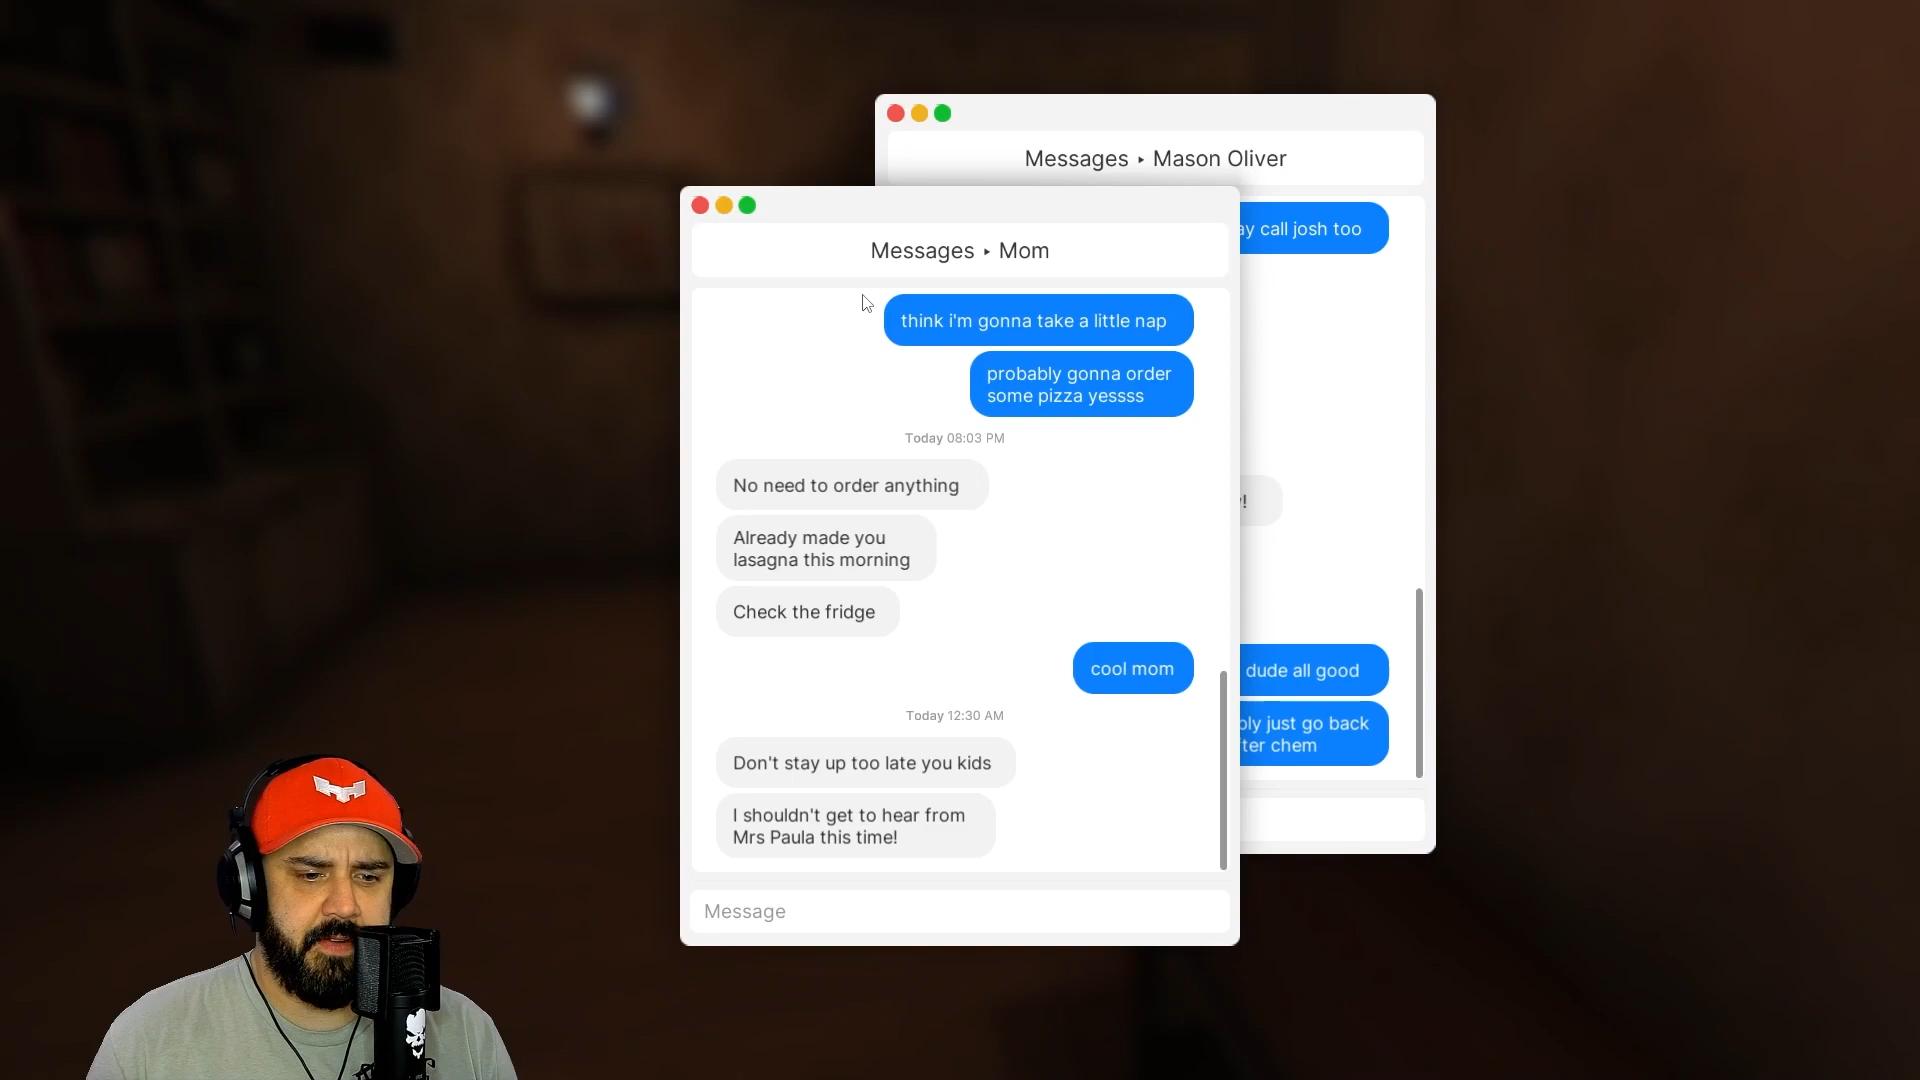 Messages ▸ Mason Oliver
call josh too
dude all good
just go back
chem
Messages ▸ Mom
think i'm gonna take a little nap
probably gonna order
some pizza yessss
Today 08:03 PM
No need to order anything
Already made you
lasagna this morning
Check the fridge
cool mom
Today 12:30 AM
Don't stay up too late you kids
I shouldn't get to hear from
Mrs Paula this time!
Message